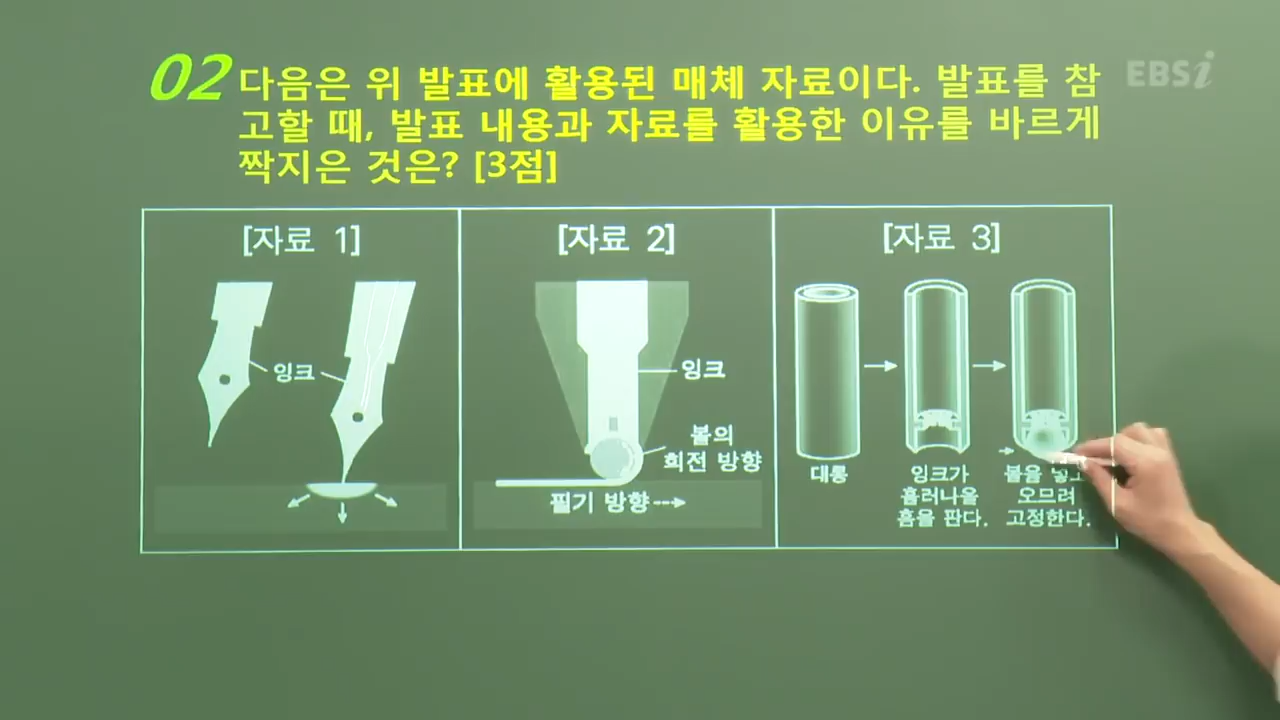 02 다음은 위 발표에 활용된 매체 자료이다. 발표를 참
고할 때, 발표 내용과 자료를 활용한 이유를 바르게
짝지은 것은? [3점]
EBSi
[자료 1]
잉크
[자료 2]
잉크
볼의
회전 방향
필기 방향
[자료 3]
대롱
잉크가
흘러나올
홈을 판다.
볼을 넣고
오므려
고정한다.